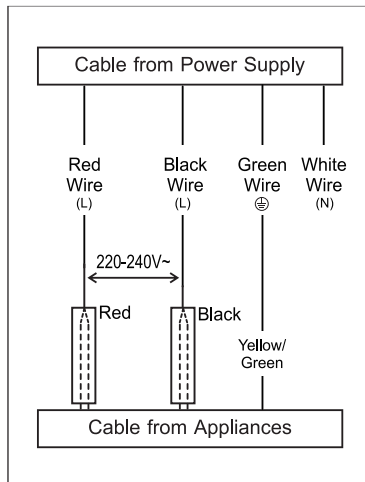 Cable from Power Supply
Red Black Green White
Wire Wire Wire Wire
(L) (L) (N)
220-240V~
Red Black
Yellow/
Green
Cable from Appliances